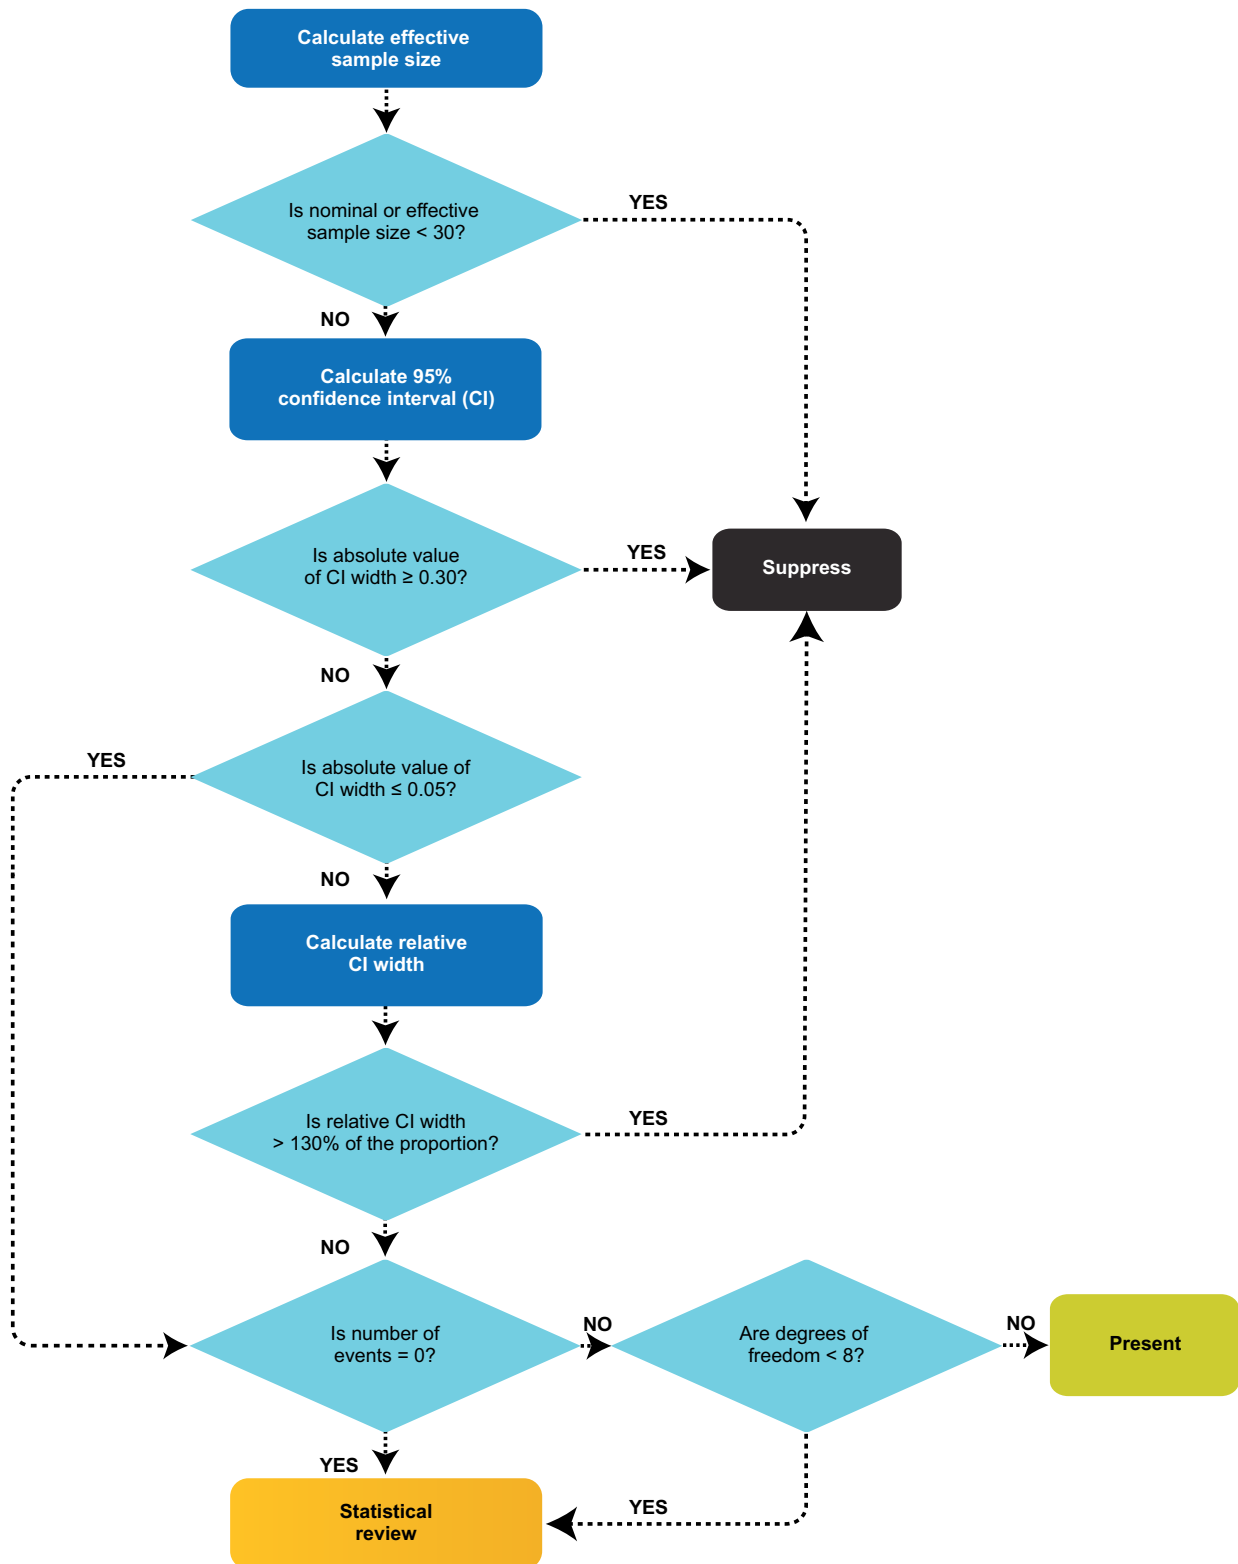 Calculate effective
sample size
Is nominal or effective
sample size < 30?
YES
NO
Calculate 95%
confidence interval (CI)
Is absolute value
of CI width ≥ 0.30?
YES
Suppress
NO
YES
Is absolute value of
CI width ≤ 0.05?
NO
Calculate relative
CI width
Is relative CI width
> 130% of the proportion?
YES
NO
Is number of
events = 0?
NO
Are degrees of
freedom < 8?
NO
Present
YES
Statistical
review
YES